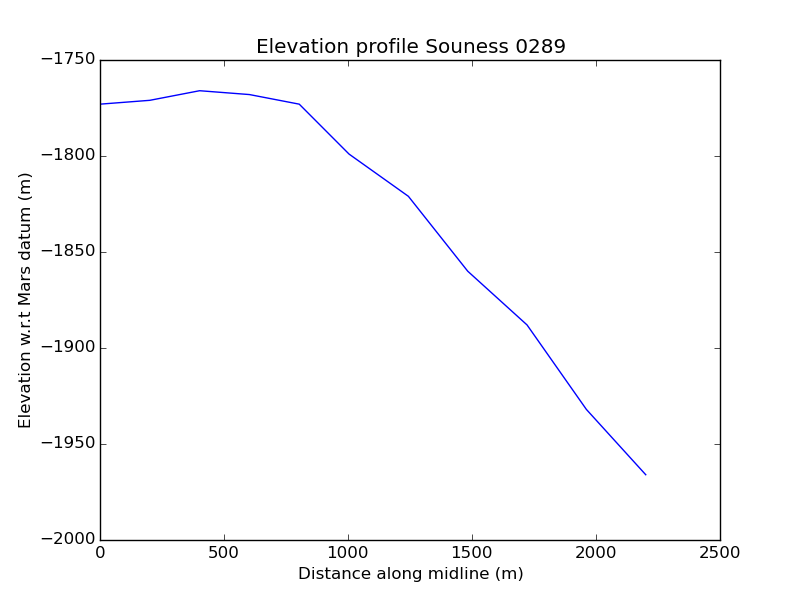 Elevation profile Souness 0289
−1750
−1800
−1850
−1900
−1950
−2000
Elevation w.r.t Mars datum (m)
0 500 1000 1500 2000 2500
Distance along midline (m)